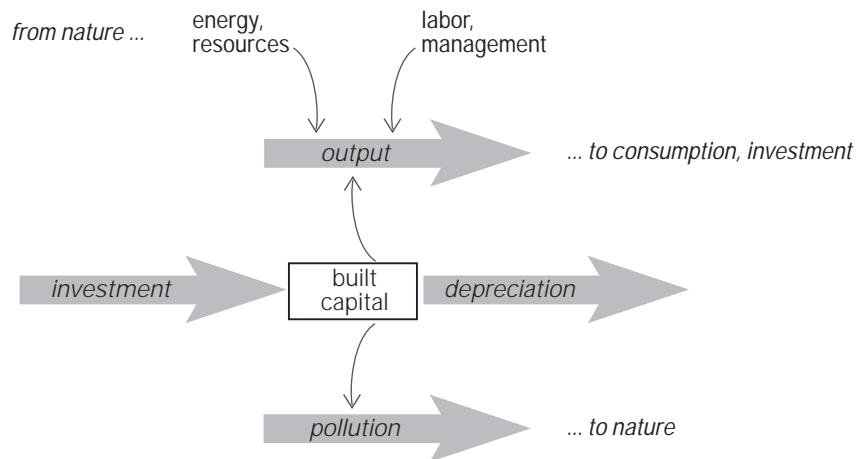 from nature ...
energy,
resources
labor,
management
output
... to consumption, investment
investment
built
capital
depreciation
pollution
... to nature